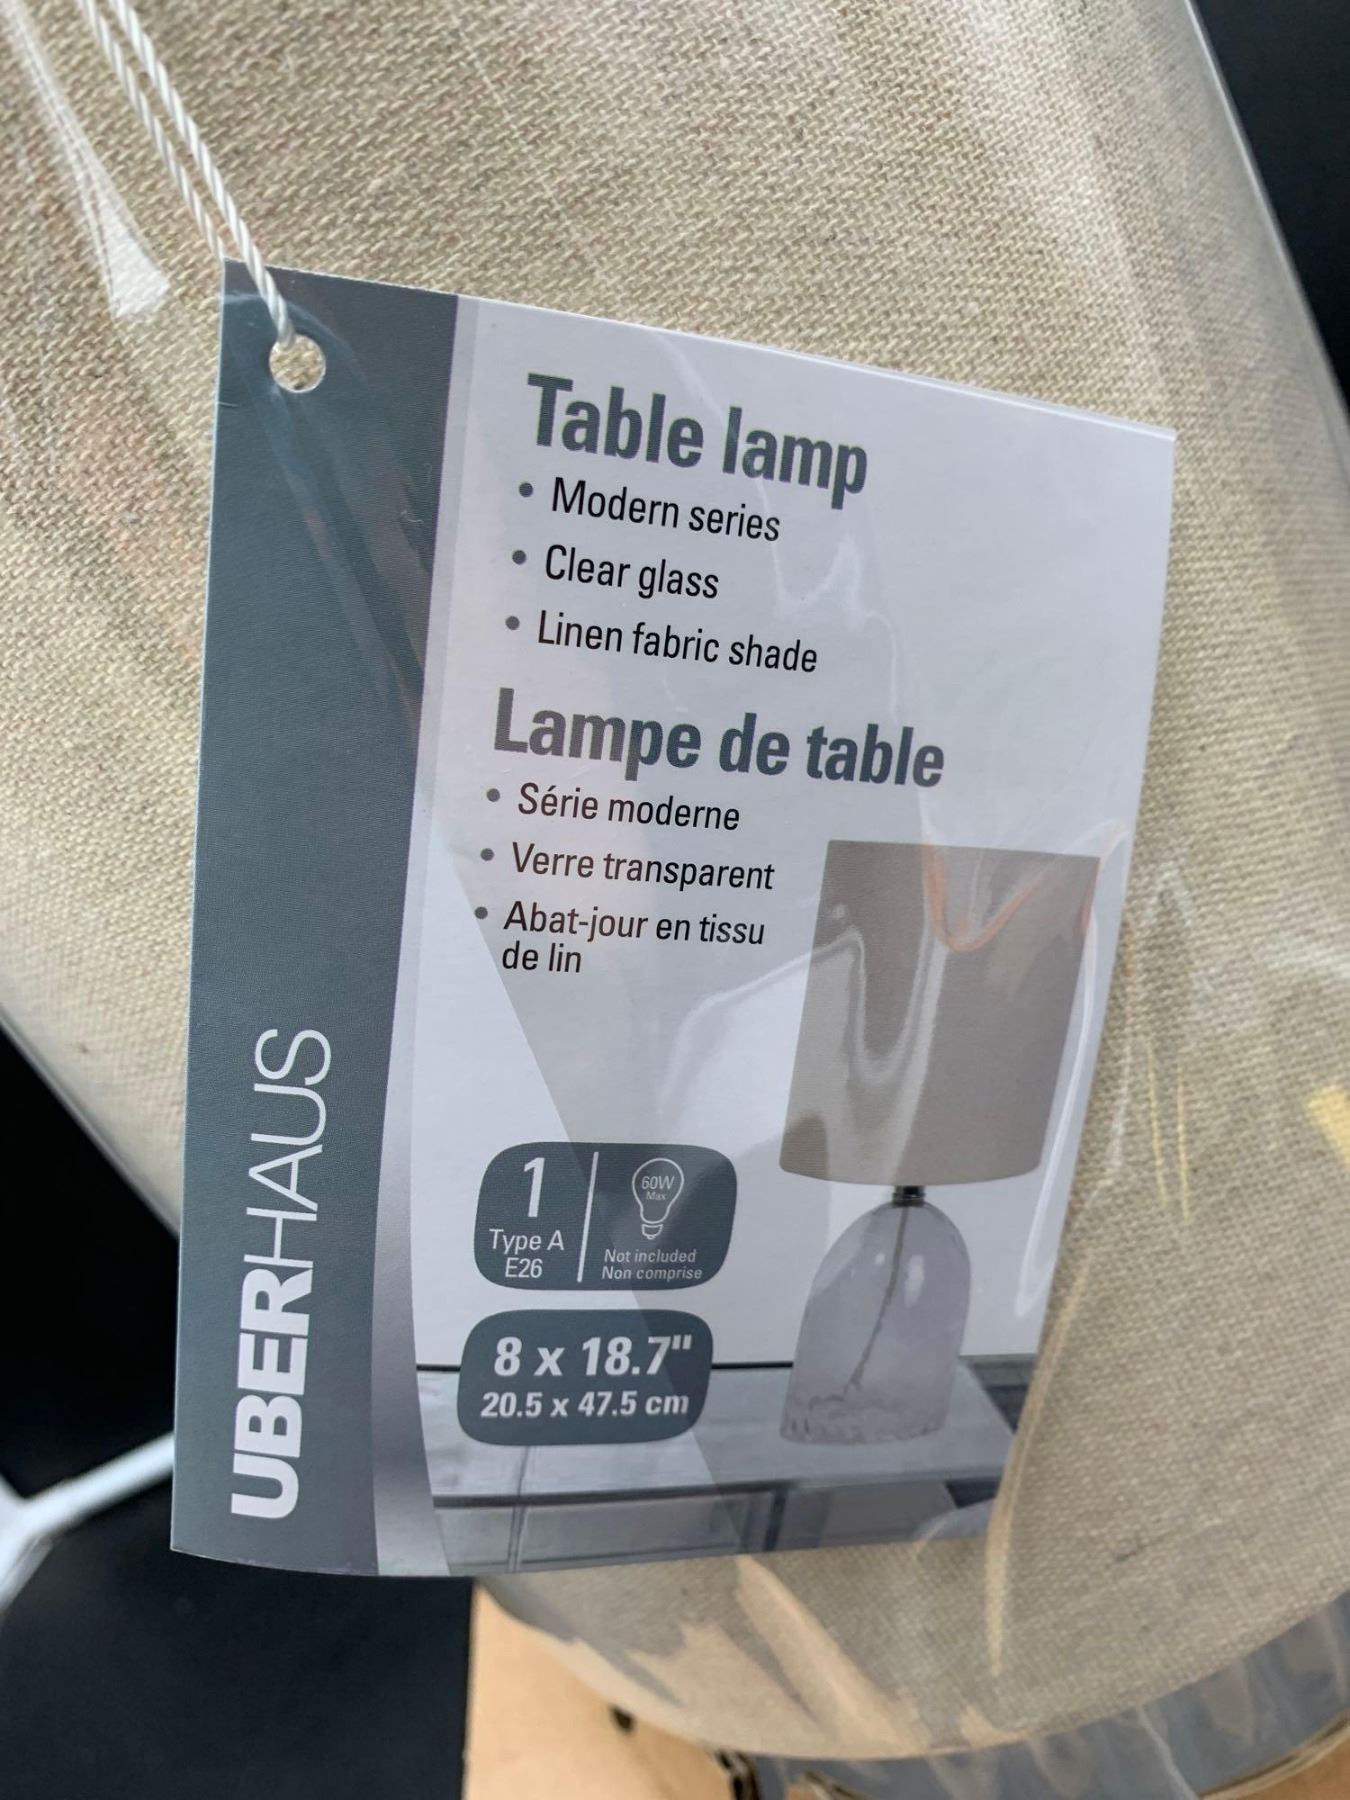 Table lamp
• Modern series
• Clear glass
• Linen fabric shade
Lampe de table
• Série moderne
• Verre transparent
• Abat-jour en tissu
de lin
1
Type A
E26
60W
Max
Not included
Non comprise
8 x 18.7"
20.5 x 47.5 cm
UBERHAUS